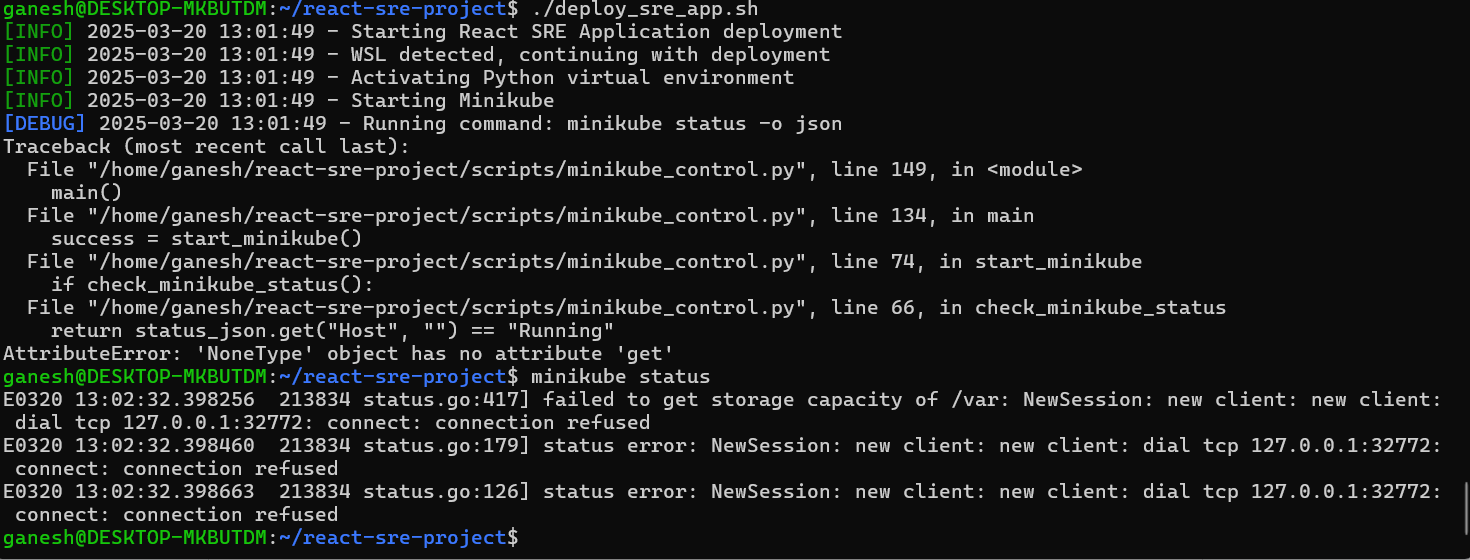 ganesh@DESKTOP-MKBUTDM:~/react-sre-project$ ./deploy_sre_app.sh
[INFO] 2025-03-20 13:01:49 - Starting React SRE Application deployment
[INFO] 2025-03-20 13:01:49 - WSL detected, continuing with deployment
[INFO] 2025-03-20 13:01:49 - Activating Python virtual environment
[INFO] 2025-03-20 13:01:49 - Starting Minikube
[DEBUG] 2025-03-20 13:01:49 - Running command: minikube status -o json
Traceback (most recent call last):
  File "/home/ganesh/react-sre-project/scripts/minikube_control.py", line 149, in <module>
    main()
  File "/home/ganesh/react-sre-project/scripts/minikube_control.py", line 134, in main
    success = start_minikube()
  File "/home/ganesh/react-sre-project/scripts/minikube_control.py", line 74, in start_minikube
    if check_minikube_status():
  File "/home/ganesh/react-sre-project/scripts/minikube_control.py", line 66, in check_minikube_status
    return status_json.get("Host", "") == "Running"
AttributeError: 'NoneType' object has no attribute 'get'
ganesh@DESKTOP-MKBUTDM:~/react-sre-project$ minikube status
E0320 13:02:32.398256  213834 status.go:417] failed to get storage capacity of /var: NewSession: new client: new client:
 dial tcp 127.0.0.1:32772: connect: connection refused
E0320 13:02:32.398460  213834 status.go:179] status error: NewSession: new client: new client: dial tcp 127.0.0.1:32772:
 connect: connection refused
E0320 13:02:32.398663  213834 status.go:126] status error: NewSession: new client: new client: dial tcp 127.0.0.1:32772:
 connect: connection refused
ganesh@DESKTOP-MKBUTDM:~/react-sre-project$